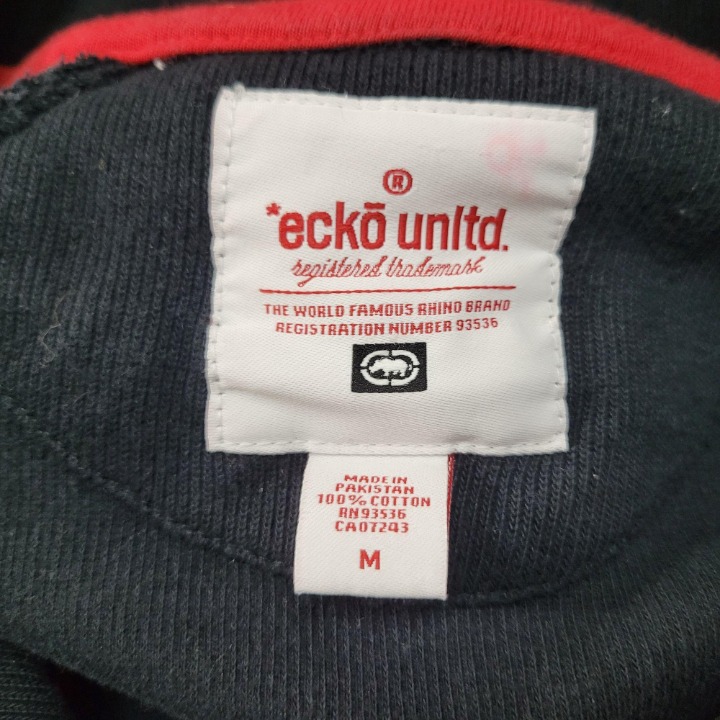 ®
*eckō unltd.
registered trademark
THE WORLD FAMOUS RHINO BRAND
REGISTRATION NUMBER 93536
MADE IN
PAKISTAN
100% COTTON
RN93536
CA07243
M